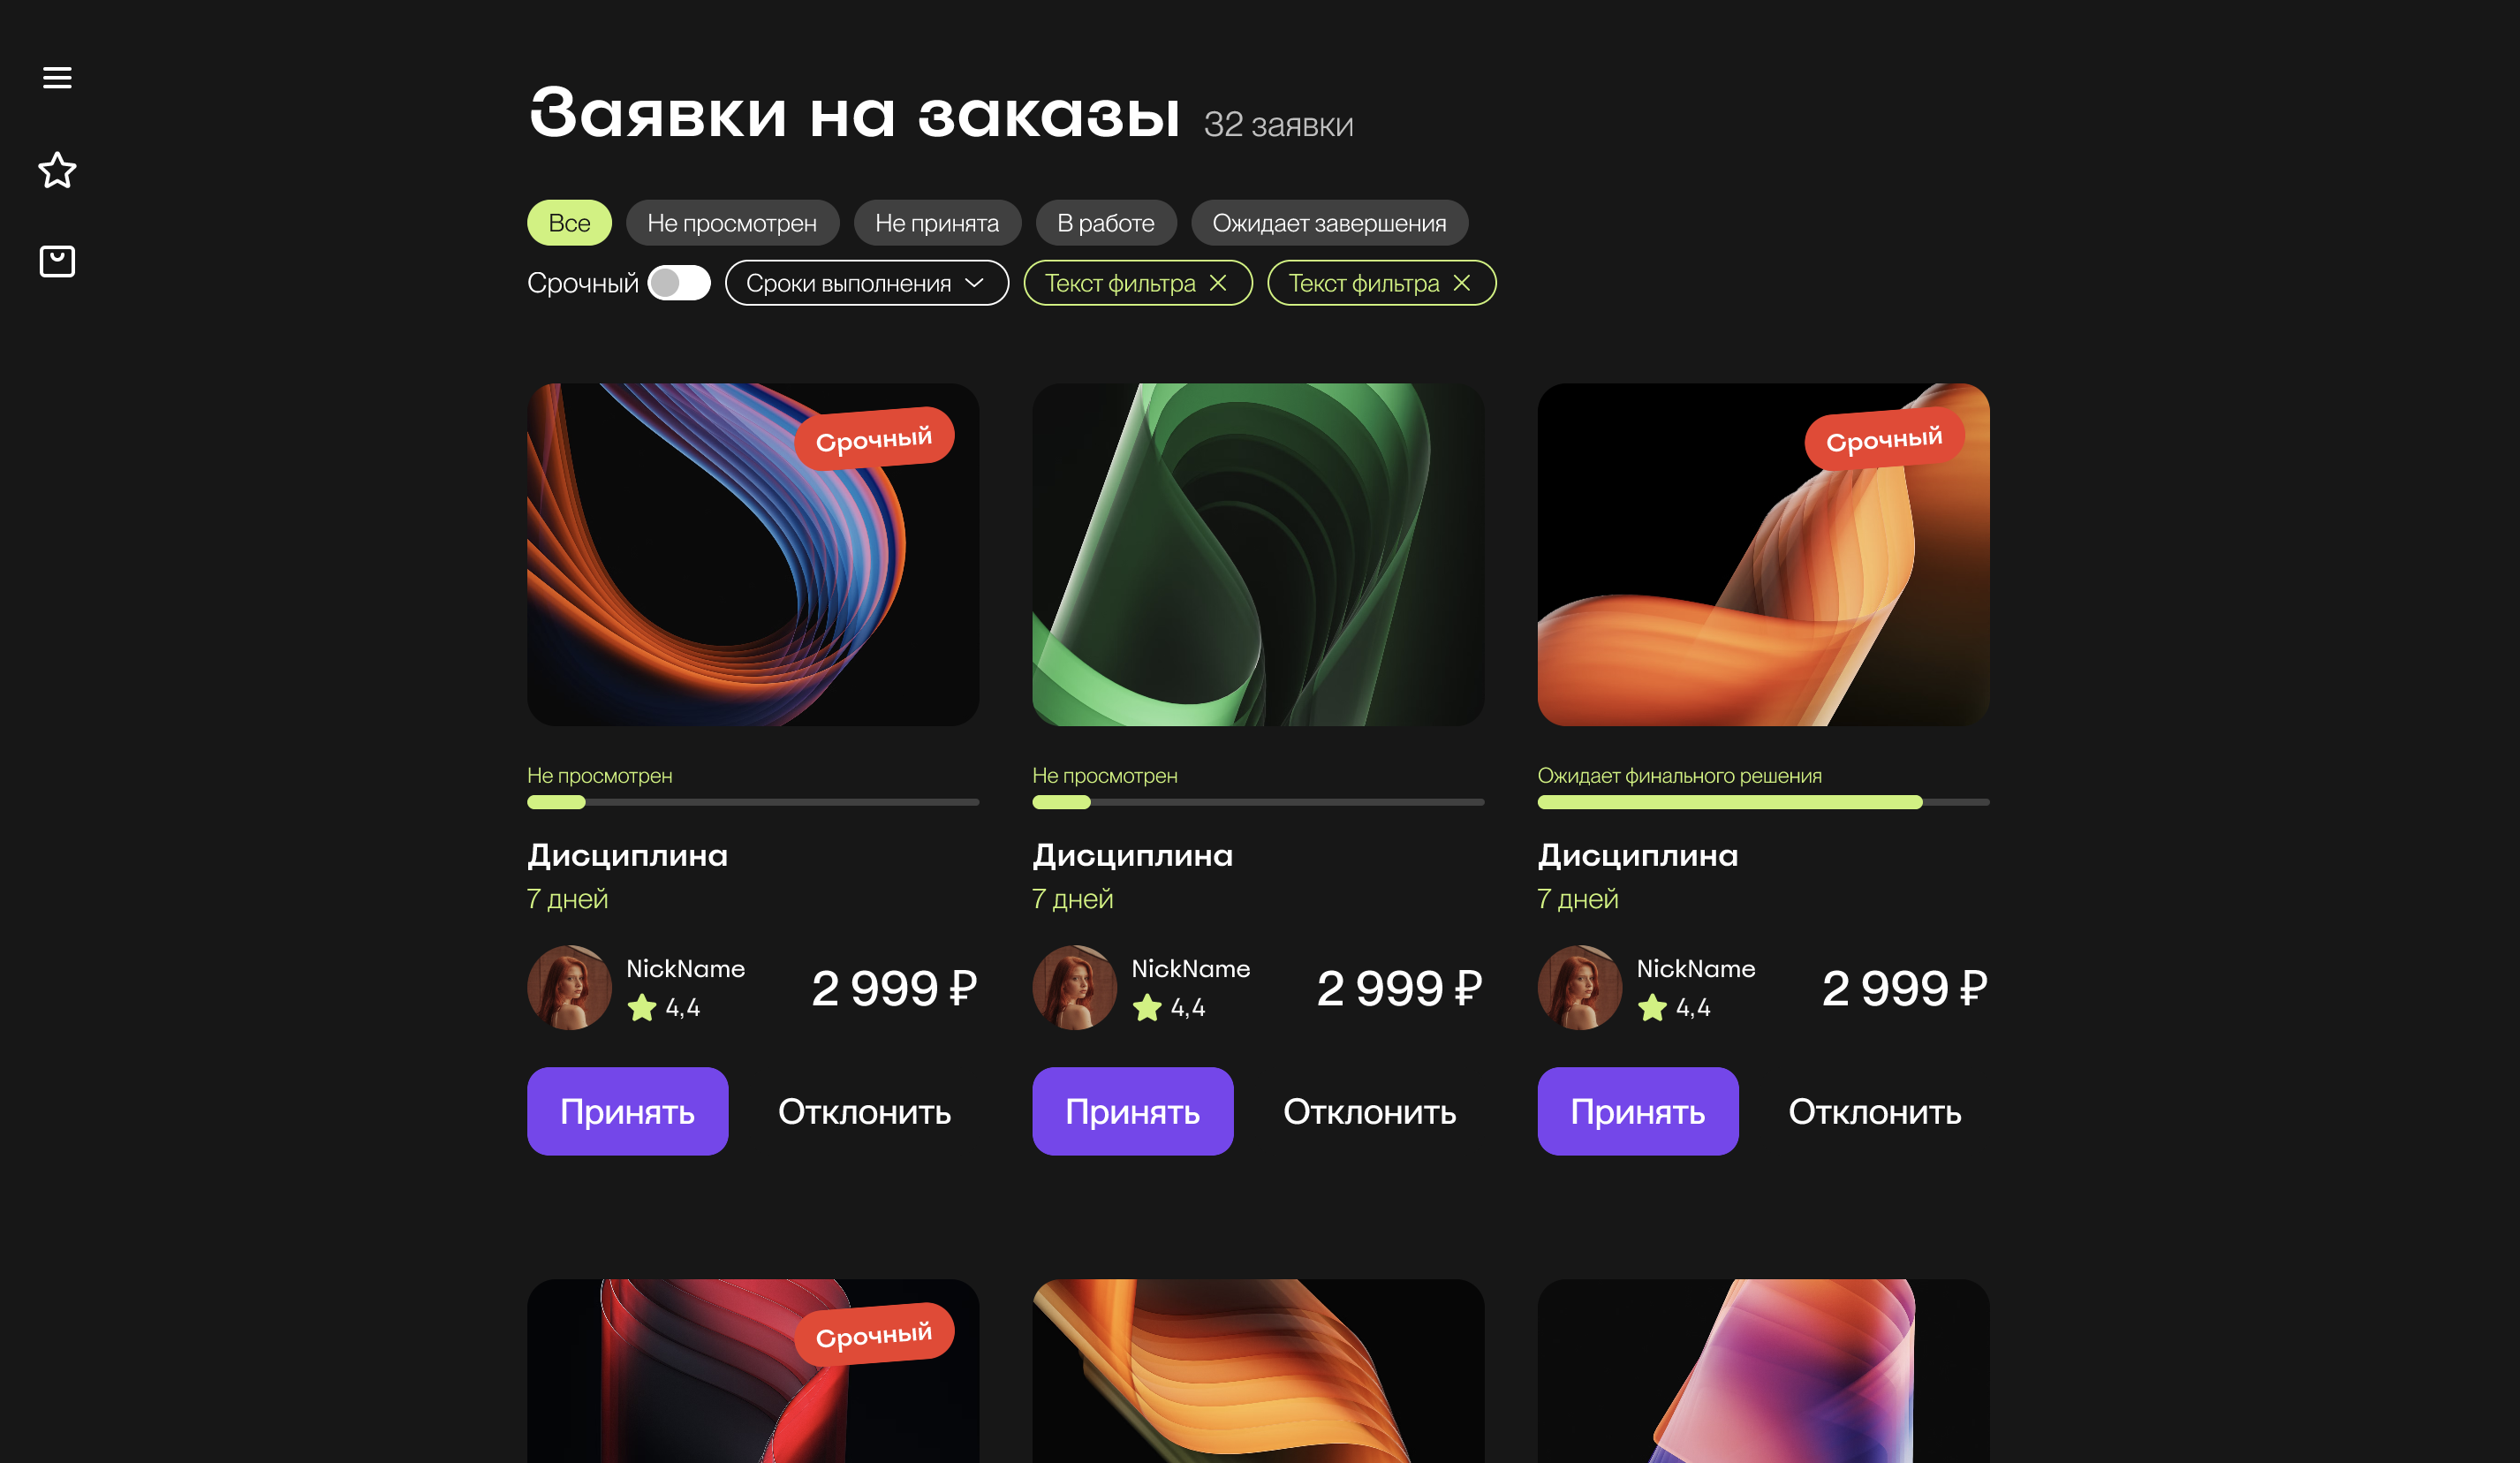 Заявки на заказы 32 заявки
Все Не просмотрен Не принята В работе Ожидает завершения
Срочный Сроки выполнения Текст фильтра Текст фильтра
Срочный Срочный
Не просмотрен Не просмотрен Ожидает финального решения
Дисциплина Дисциплина Дисциплина
7 дней 7 дней 7 дней
NickName NickName NickName
4,4 2 999 ₽ 4,4 2 999 ₽ 4,4 2 999 ₽
Принять Отклонить Принять Отклонить Принять Отклонить
Срочный